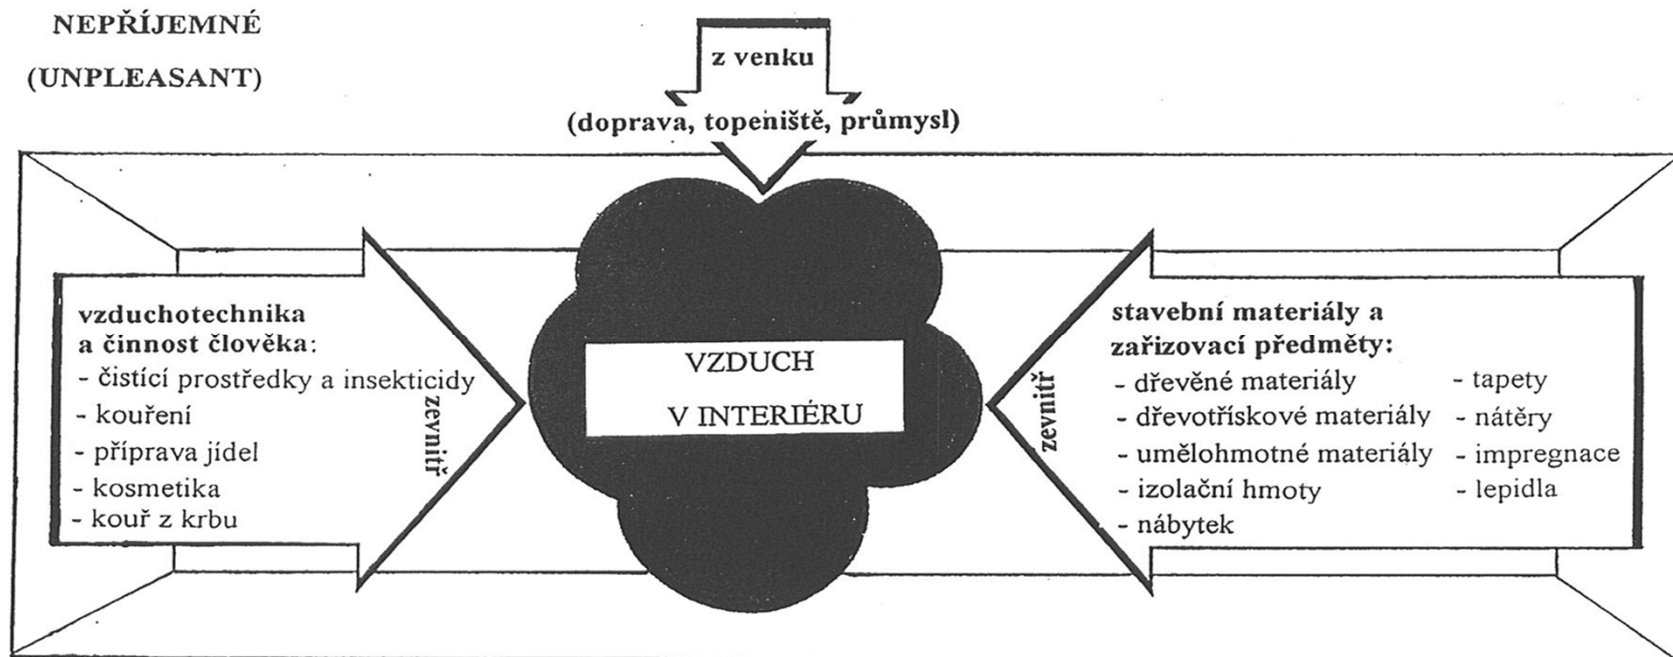 NEPŘÍJEMNÉ
(UNPLEASANT)
z venku
(doprava, topeniště, průmysl)
vzduchotechnika
a činnost člověka:
- čistící prostředky a insekticidy
- kouření
- příprava jídel
- kosmetika
- kouř z krbu
zevnitř
VZDUCH
V INTERIÉRU
zevnitř
stavební materiály a
zařizovací předměty:
- dřevěné materiály
- dřevotřískové materiály
- umělohmotné materiály
- izolační hmoty
- nábytek
- tapety
- nátěry
- impregnace
- lepidla